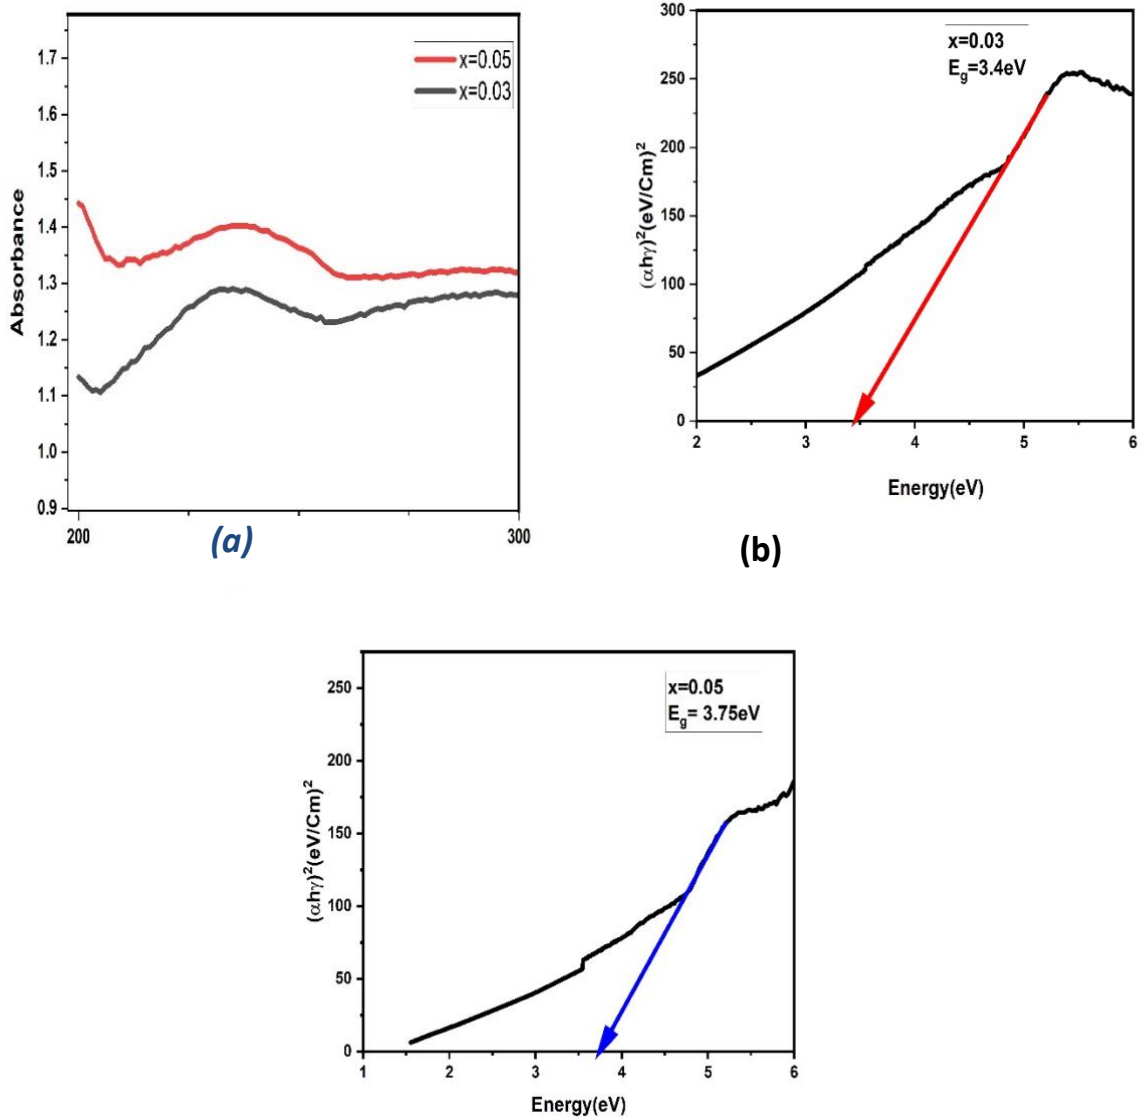 1.7
1.6
1.5
1.4
1.3
1.2
1.1
1.0
0.9
Absorbance
x=0.05
x=0.03
200
300
(a)
300
250
200
150
100
50
0
(αhγ)²(eV/Cm)²
x=0.03
E_g=3.4eV
2 3 4 5 6
Energy(eV)
(b)
250
200
150
100
50
0
(αhγ)²(eV/Cm)²
x=0.05
E_g= 3.75eV
1 2 3 4 5 6
Energy(eV)